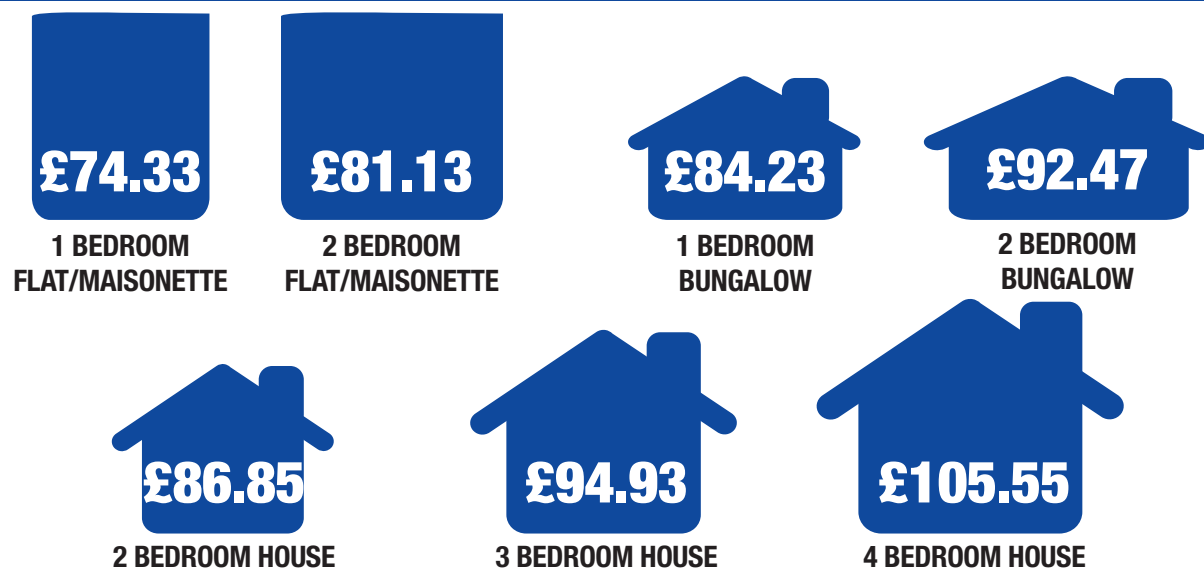 £74.33
1 BEDROOM
FLAT/MAISONETTE
£81.13
2 BEDROOM
FLAT/MAISONETTE
£84.23
1 BEDROOM
BUNGALOW
£92.47
2 BEDROOM
BUNGALOW
£86.85
2 BEDROOM HOUSE
£94.93
3 BEDROOM HOUSE
£105.55
4 BEDROOM HOUSE